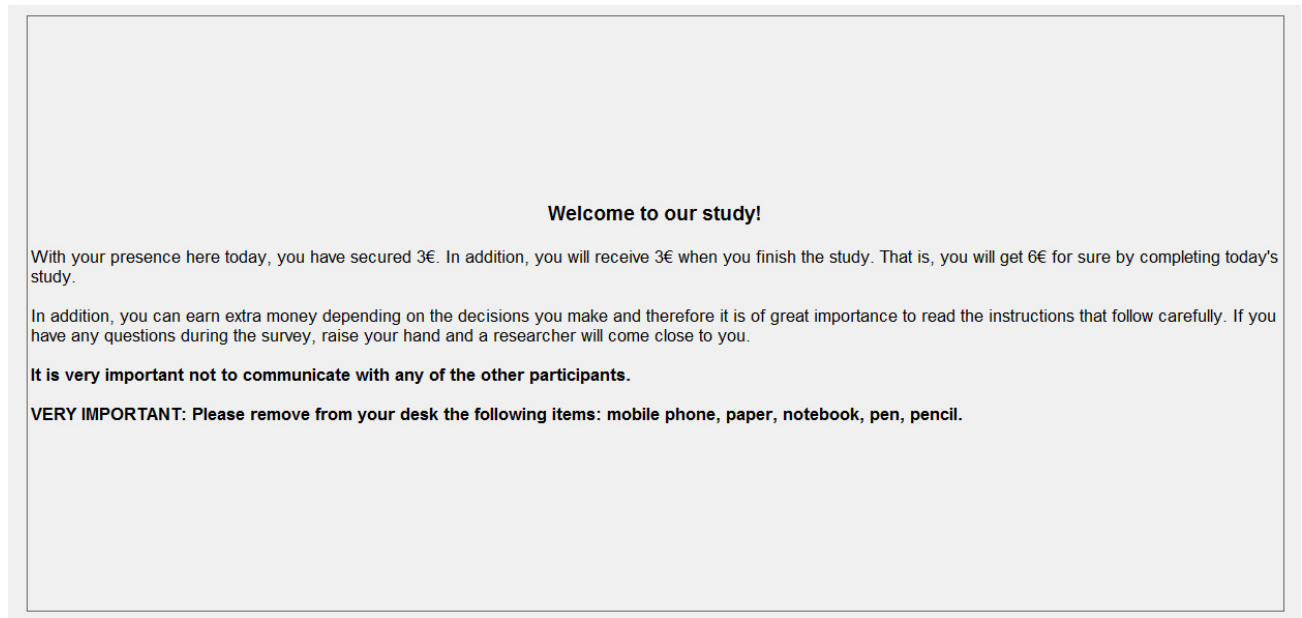 Welcome to our study!
With your presence here today, you have secured 3€. In addition, you will receive 3€ when you finish the study. That is, you will get 6€ for sure by completing today's
study.
In addition, you can earn extra money depending on the decisions you make and therefore it is of great importance to read the instructions that follow carefully. If you
have any questions during the survey, raise your hand and a researcher will come close to you.
It is very important not to communicate with any of the other participants.
VERY IMPORTANT: Please remove from your desk the following items: mobile phone, paper, notebook, pen, pencil.